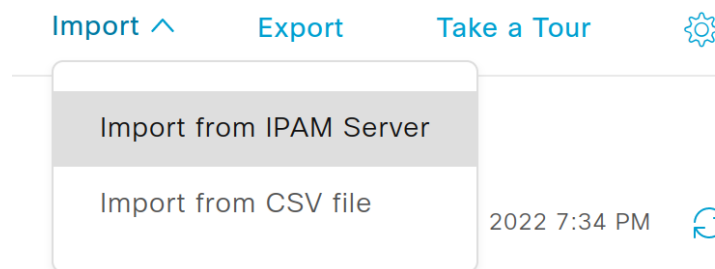 Import Export Take a Tour
Import from IPAM Server
Import from CSV file
2022 7:34 PM